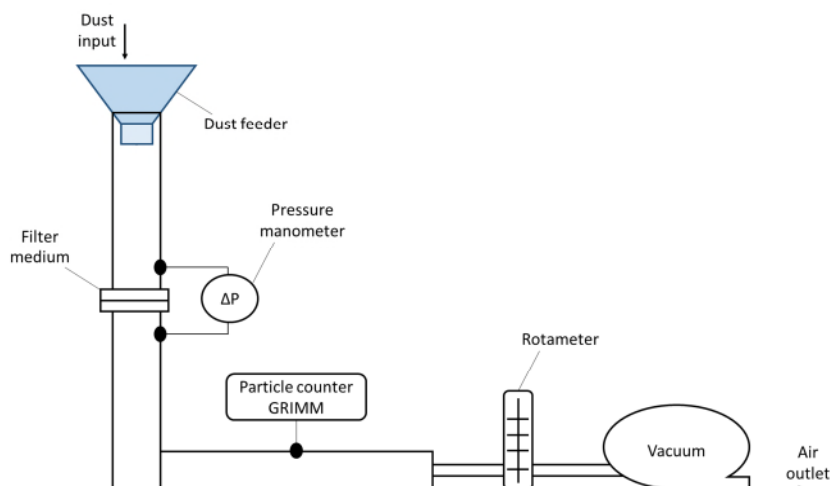 Dust
input
Dust feeder
Pressure
manometer
Filter
medium
ΔP
Rotameter
Particle counter
GRIMM
Vacuum
Air
outlet